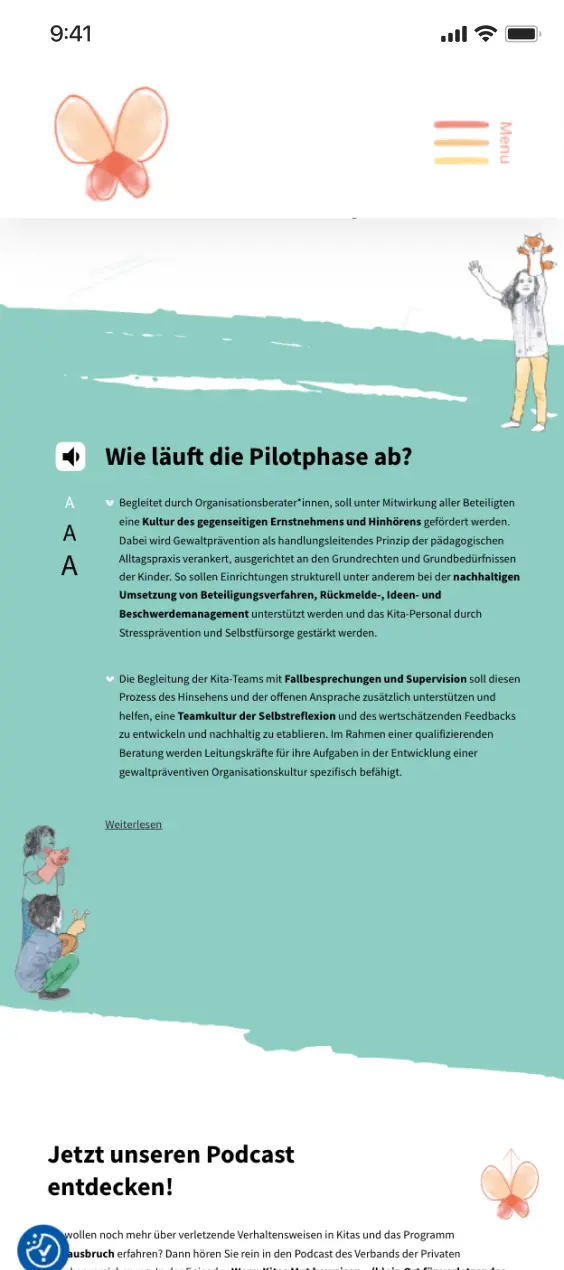 9:41
Menu
Wie läuft die Pilotphase ab?
A
A
A
Begleitet durch Organisationsberater*innen, soll unter Mitwirkung aller Beteiligten
eine Kultur des gegenseitigen Ernstnehmens und Hinhörens gefördert werden.
Dabei wird Gewaltprävention als handlungsleitendes Prinzip der pädagogischen
Alltagspraxis verankert, ausgerichtet an den Grundrechten und Grundbedürfnissen
der Kinder. So sollen Einrichtungen strukturell unter anderem bei der nachhaltigen
Umsetzung von Beteiligungsverfahren, Rückmelde-, Ideen- und
Beschwerdemanagement unterstützt werden und das Kita-Personal durch
Stressprävention und Selbstfürsorge gestärkt werden.
Die Begleitung der Kita-Teams mit Fallbesprechungen und Supervision soll diesen
Prozess des Hinsehens und der offenen Ansprache zusätzlich unterstützen und
helfen, eine Teamkultur der Selbstreflexion und des wertschätzenden Feedbacks
zu entwickeln und nachhaltig zu etablieren. Im Rahmen einer qualifizierenden
Beratung werden Leitungskräfte für ihre Aufgaben in der Entwicklung einer
gewaltpräventiven Organisationskultur spezifisch befähigt.
Weiterlesen
Jetzt unseren Podcast
entdecken!
wollen noch mehr über verletzende Verhaltensweisen in Kitas und das Programm
ausbruch erfahren? Dann hören Sie rein in den Podcast des Verbands der Privaten